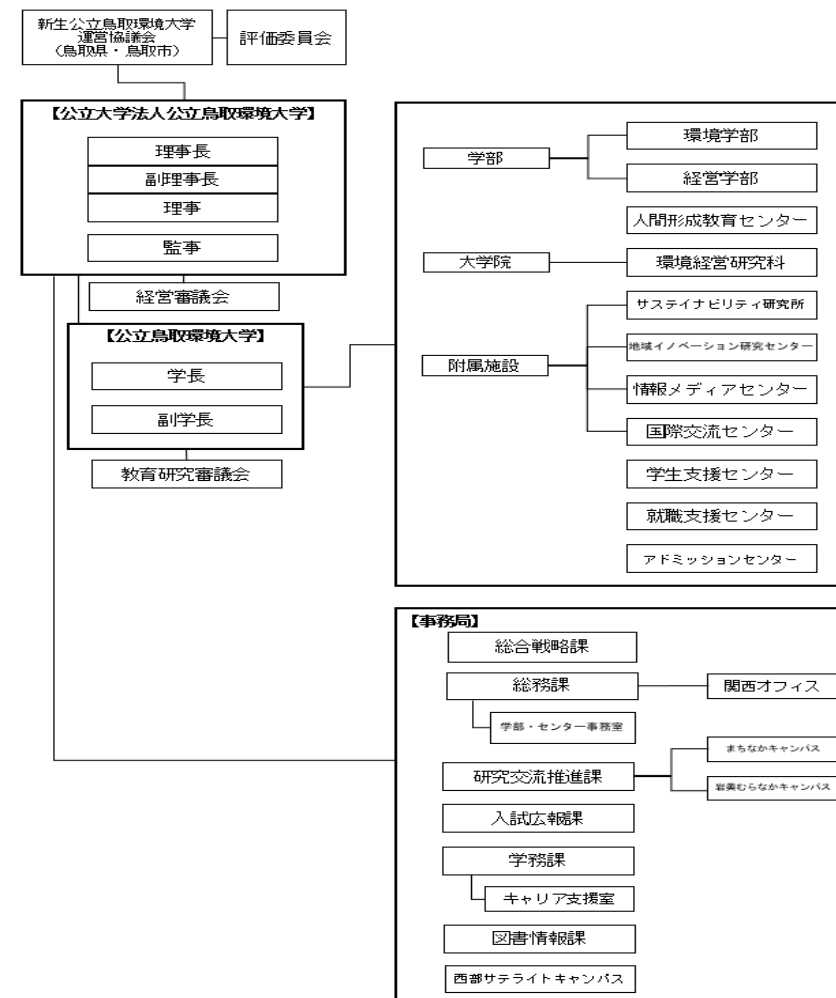 新生公立鳥取環境大学
運営協議会
（鳥取県・鳥取市）
評価委員会
【公立大学法人公立鳥取環境大学】
理事長
副理事長
理事
監事
経営審議会
【公立鳥取環境大学】
学長
副学長
教育研究審議会
学部
環境学部
経営学部
人間形成教育センター
大学院
環境経営研究科
附属施設
サステイナビリティ研究所
地域イノベーション研究センター
情報メディアセンター
国際交流センター
学生支援センター
就職支援センター
アドミッションセンター
【事務局】
総合戦略課
総務課
関西オフィス
学部・センター事務室
研究交流推進課
まちなかキャンパス
岩美むらなかキャンパス
入試広報課
学務課
キャリア支援室
図書情報課
西部サテライトキャンパス